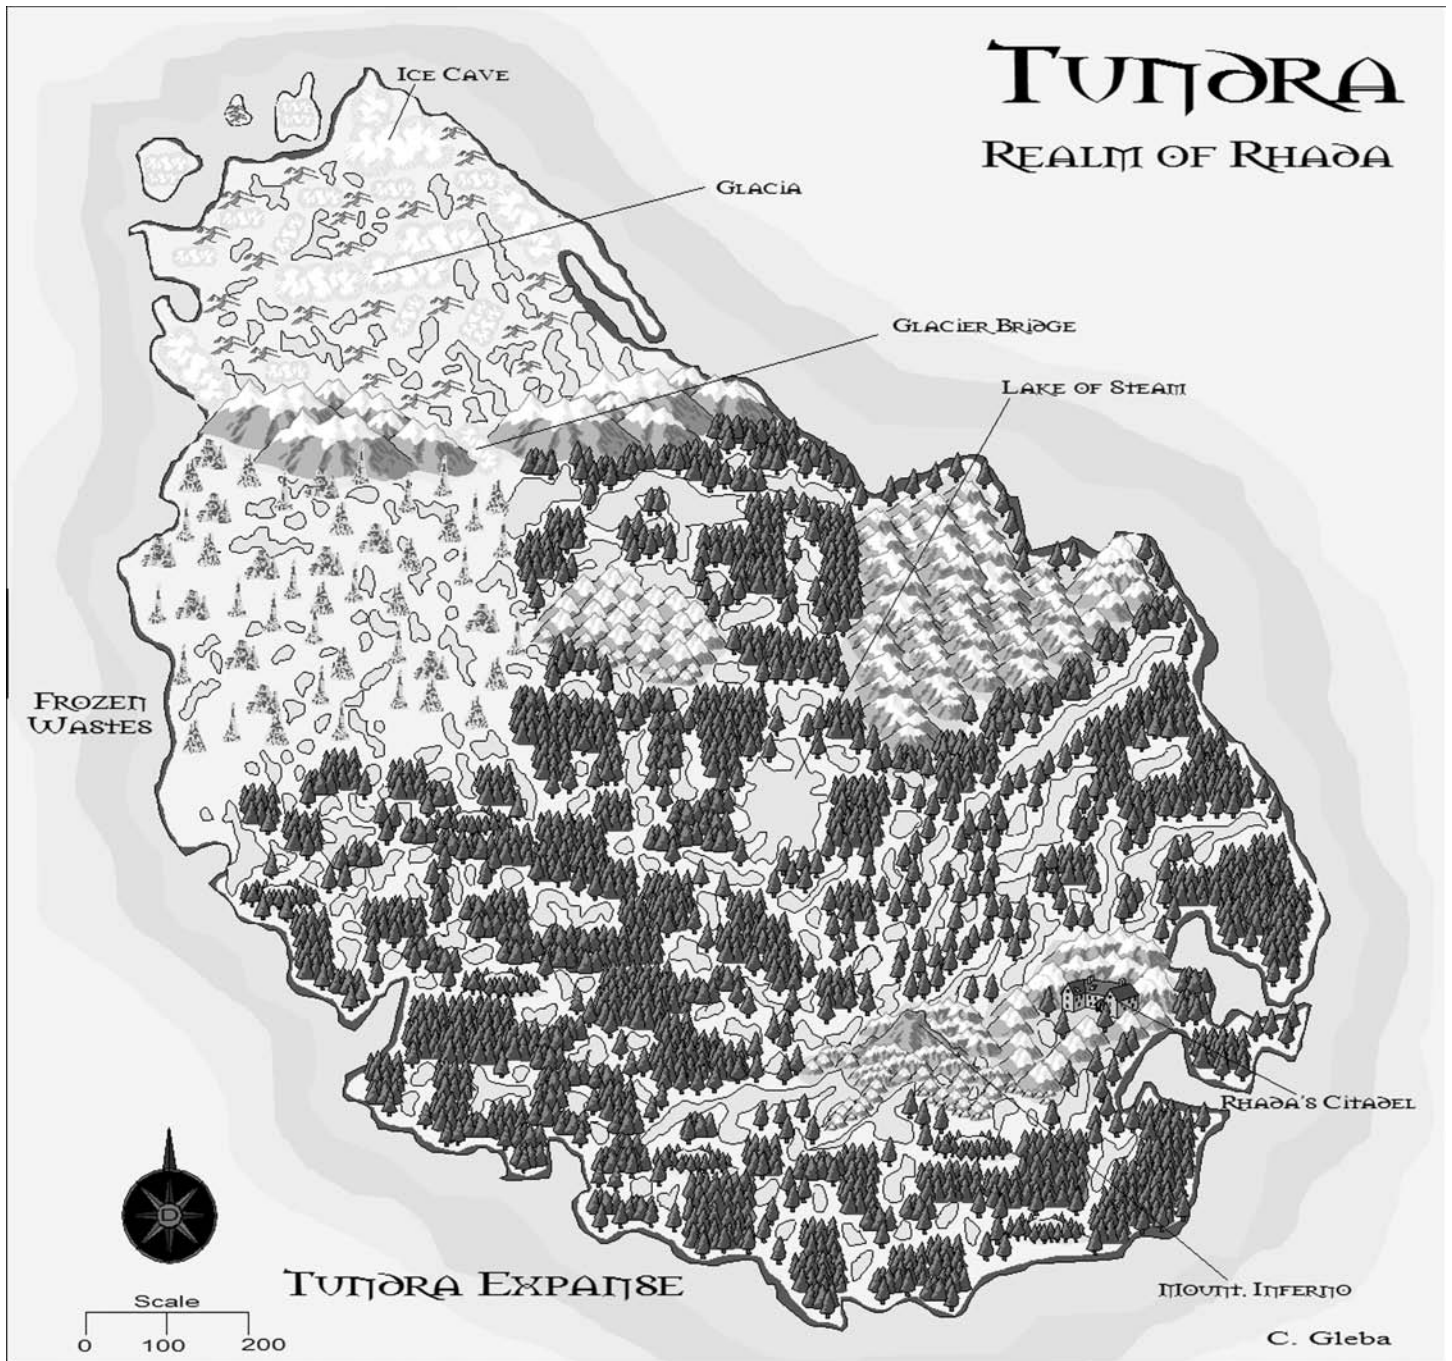 Tundra
Realm of Rhada
Ice Cave
Glacia
Glacier Bridge
Lake of Steam
Frozen
Wastes
Rhada's Citadel
Mount. Inferno
Tundra Expanse
D
Scale
0 100 200
C. Gleba